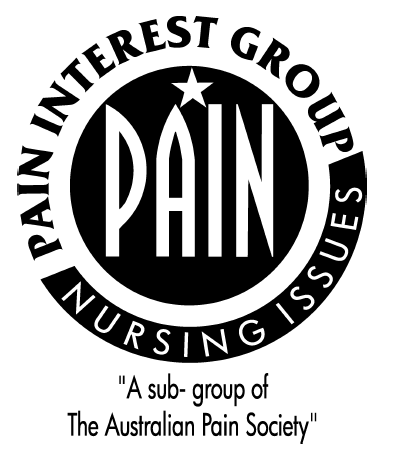 PAIN INTEREST GROUP
PAIN
NURSING ISSUES
"A sub- group of
The Australian Pain Society"